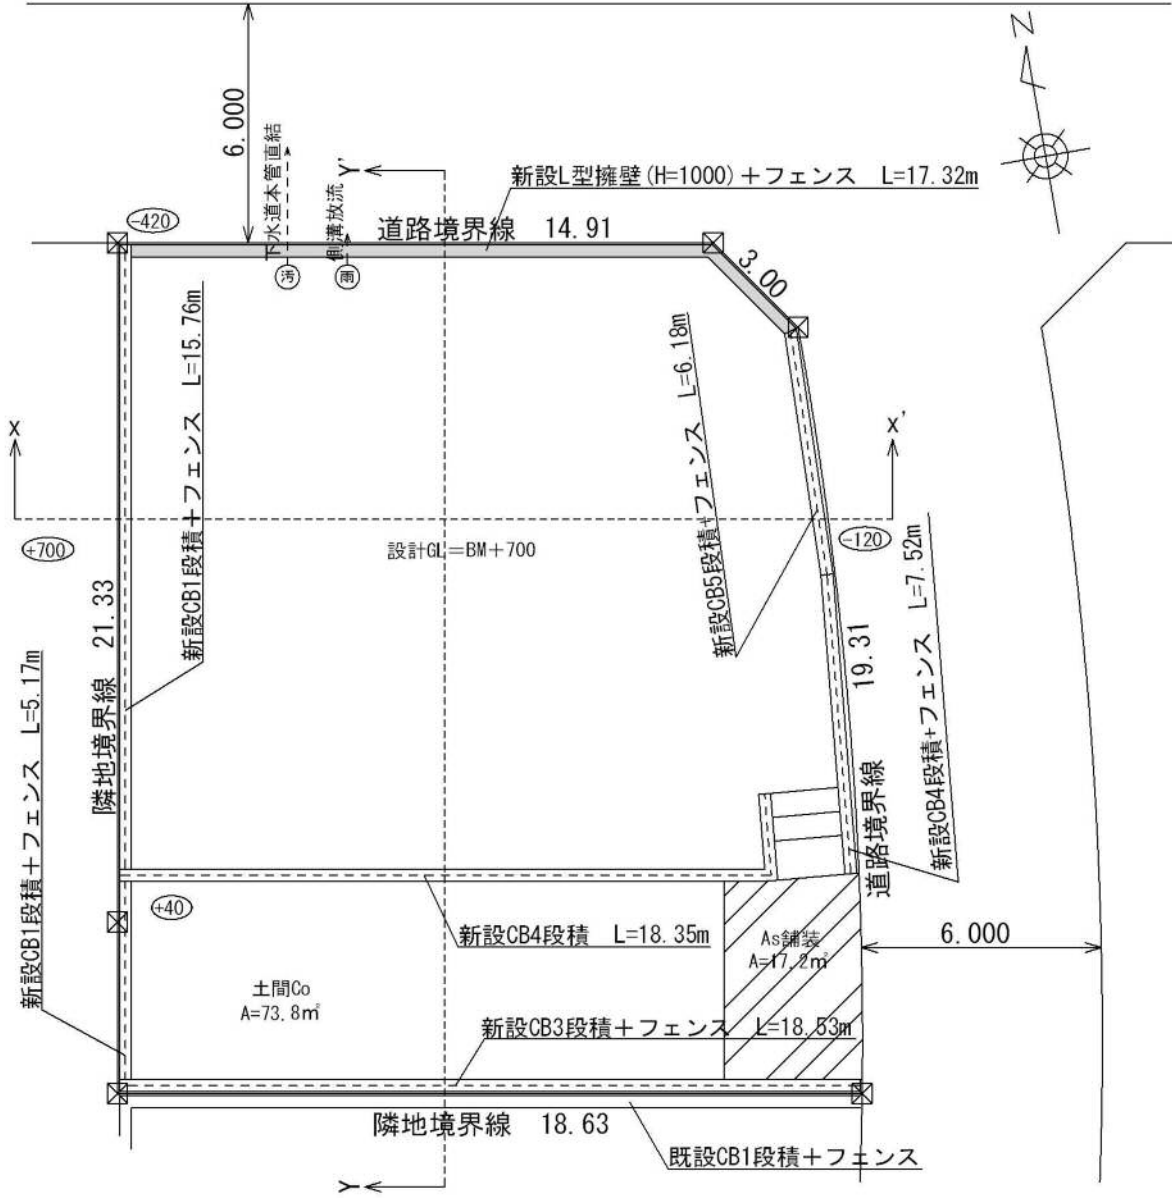 6.000
下水道本管直結
側溝放流
Y'
新設L型擁壁(H=1000)＋フェンス L=17.32m
N
-420
道路境界線 14.91
汚
雨
3.00
新設CB1段積＋フェンス L=15.76m
新設CB5段積+フェンス L=6.18m
X
X'
+700
設計GL=BM+700
-120
隣地境界線 21.33
新設CB1段積＋フェンス L=5.17m
道路境界線 19.31
新設CB4段積+フェンス L=7.52m
+40
新設CB4段積 L=18.35m
As舗装
A=17.2㎡
6.000
土間Co
A=73.8㎡
新設CB3段積＋フェンス L=18.53m
隣地境界線 18.63
既設CB1段積＋フェンス
Y